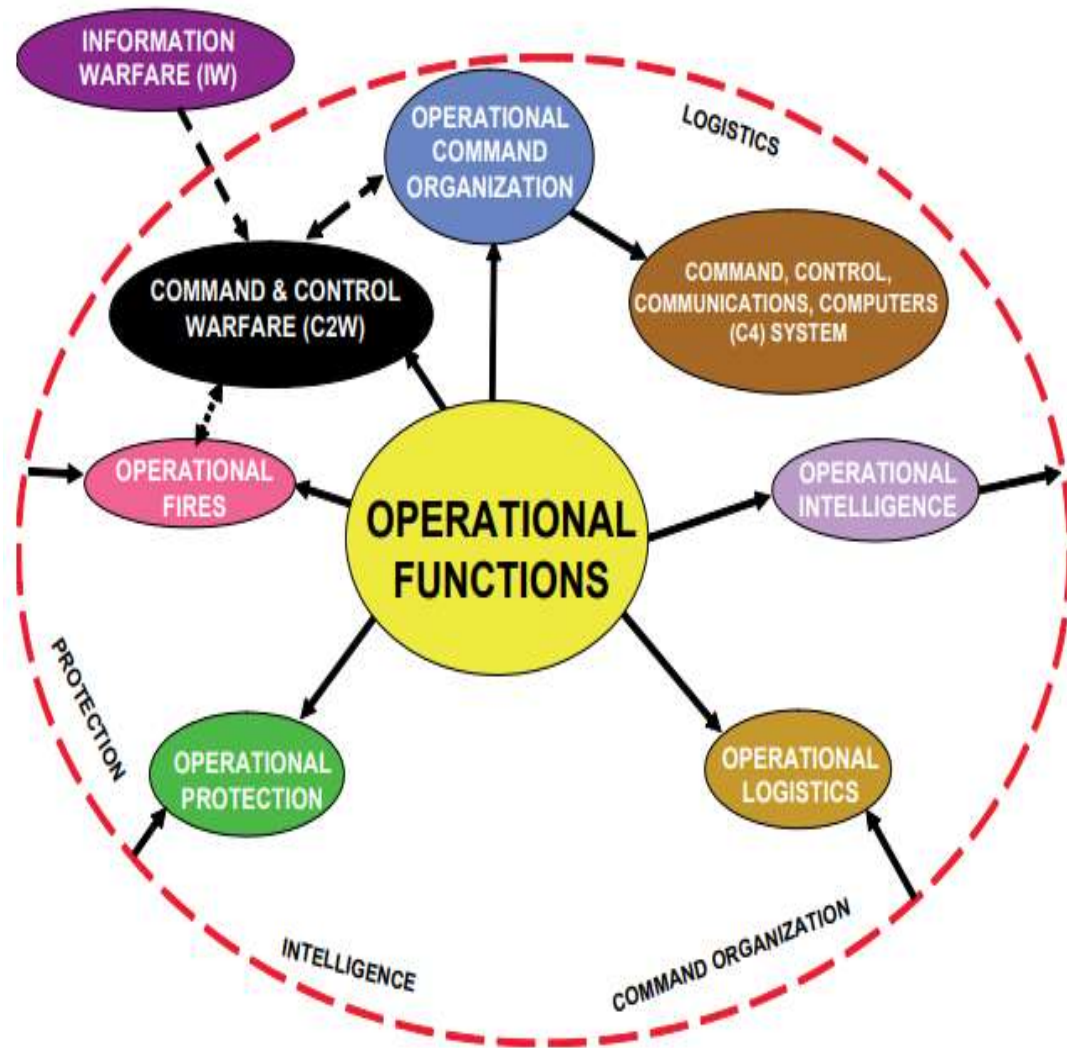 INFORMATION
WARFARE (IW)
OPERATIONAL
COMMAND
ORGANIZATION
LOGISTICS
COMMAND & CONTROL
WARFARE (C2W)
COMMAND, CONTROL,
COMMUNICATIONS, COMPUTERS
(C4) SYSTEM
OPERATIONAL
FIRES
OPERATIONAL
FUNCTIONS
OPERATIONAL
INTELLIGENCE
PROTECTION
OPERATIONAL
PROTECTION
OPERATIONAL
LOGISTICS
INTELLIGENCE
COMMAND ORGANIZATION